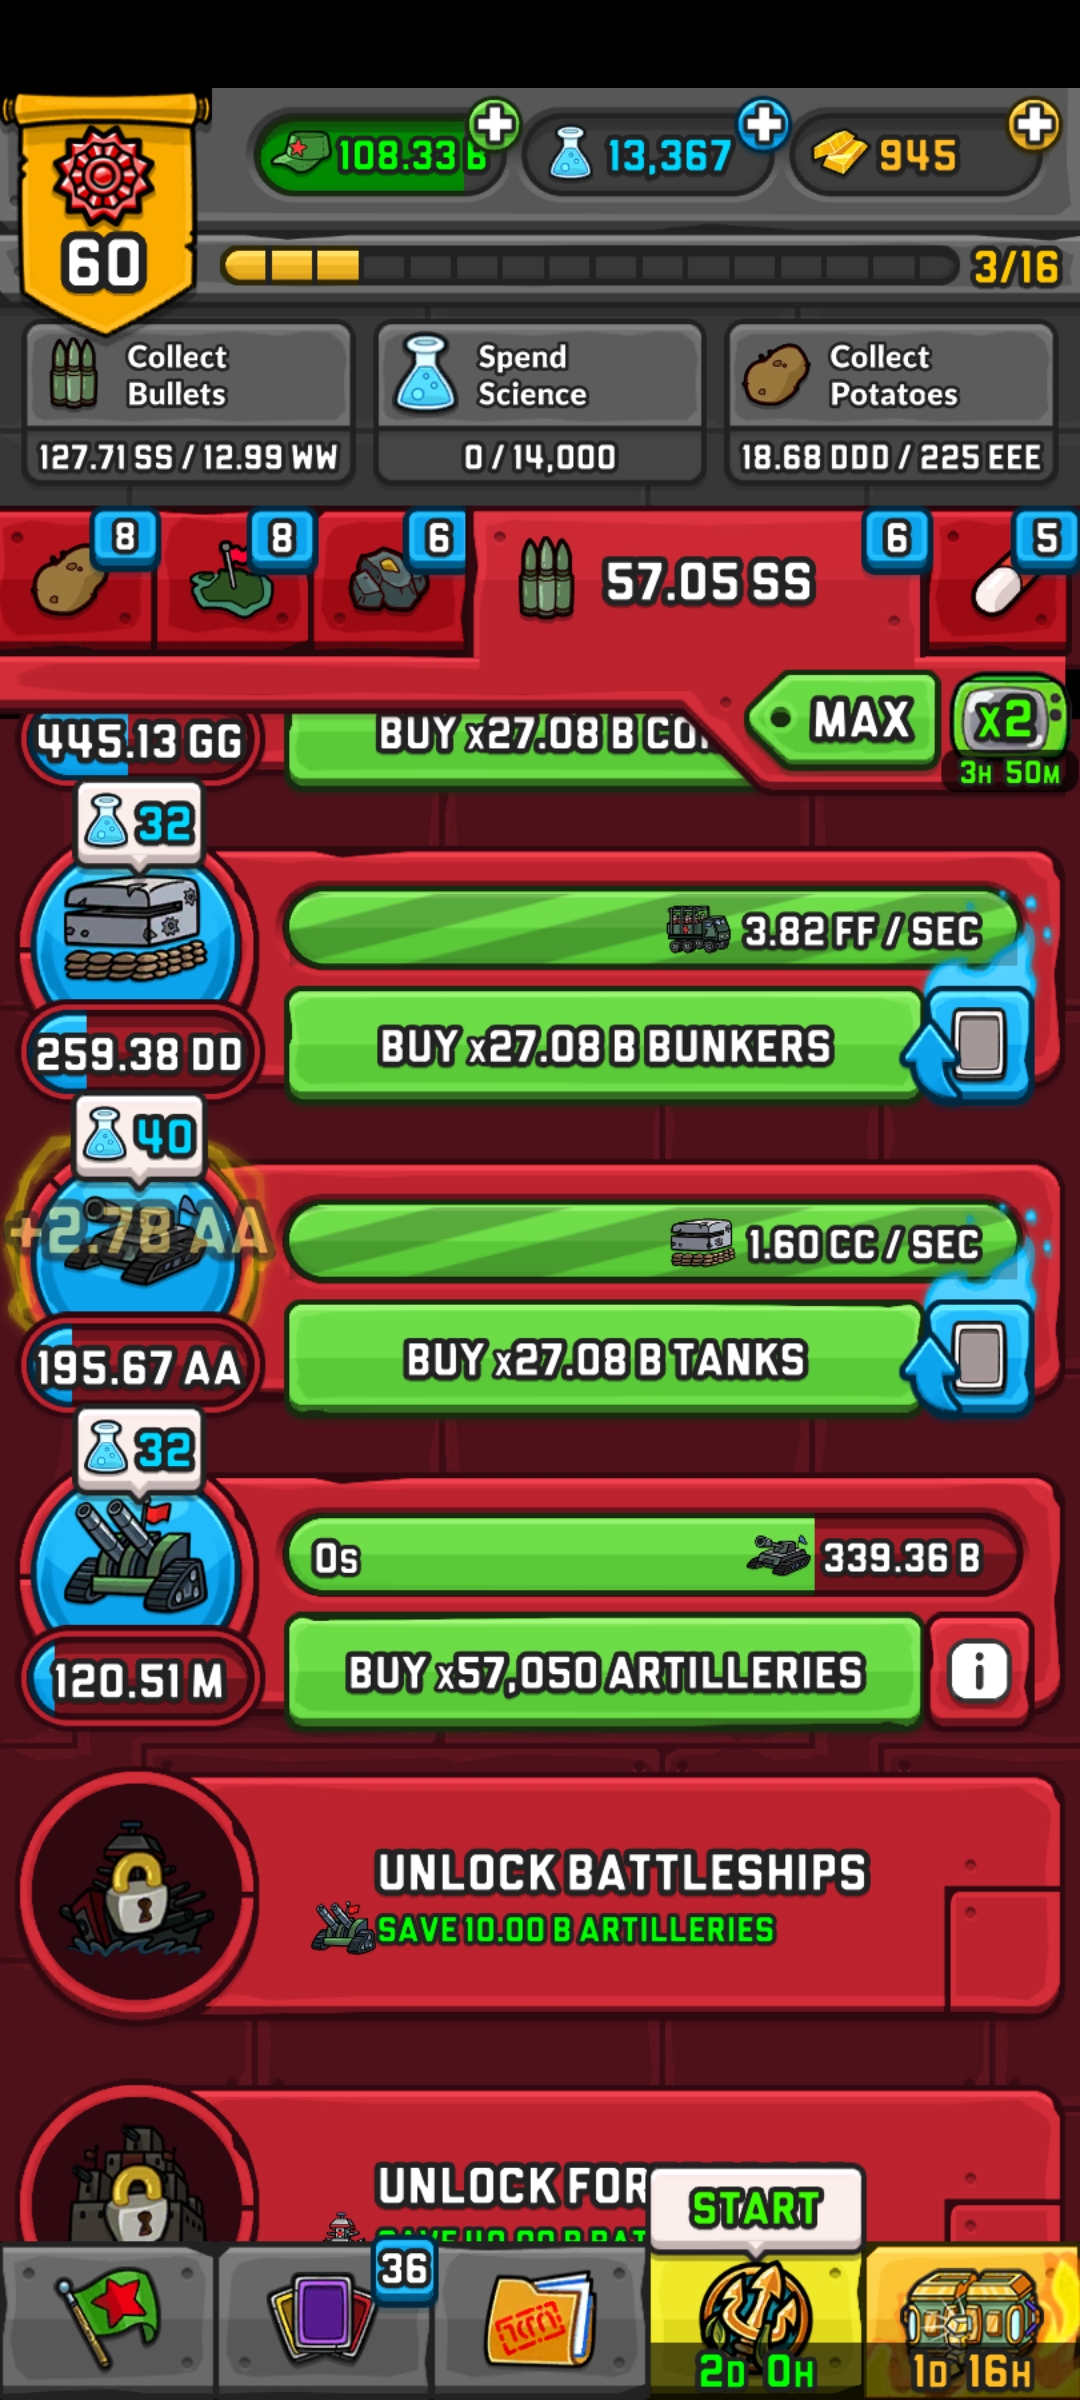 108.33 B
13,367
945
60
3/16
Collect
Bullets
Spend
Science
Collect
Potatoes
127.71 SS / 12.99 WW
0 / 14,000
18.68 DDD / 225 EEE
8
8
6
6
5
57.05 SS
MAX
x2
3H 50M
445.13 GG
BUY x27.08 B
32
3.82 FF / SEC
BUY x27.08 B BUNKERS
259.38 DD
40
+2.78 AA
1.60 CC / SEC
BUY x27.08 B TANKS
195.67 AA
32
0S
339.36 B
BUY x57,050 ARTILLERIES
i
120.51 M
UNLOCK BATTLESHIPS
SAVE 10.00 B ARTILLERIES
UNLOCK FOR
START
36
2D 0H
1D 16H